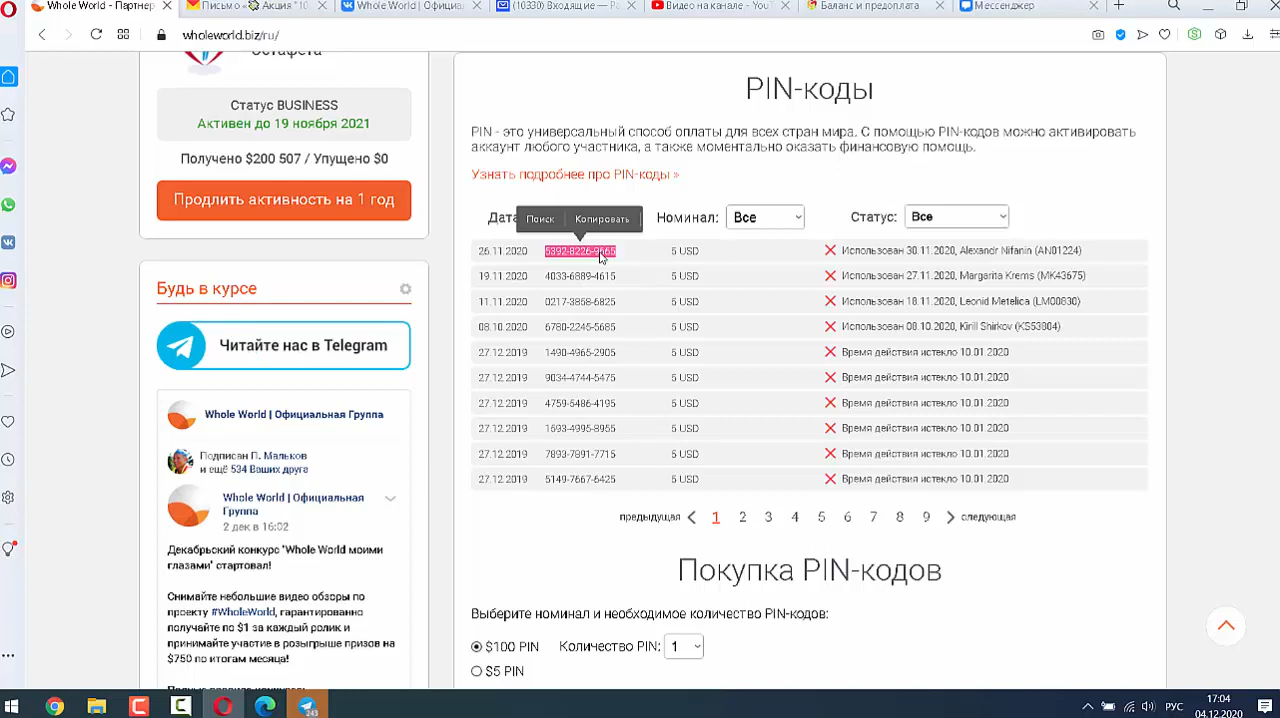 Whole World - Партнер
Письмо «
Акция "10
Whole World | Официал
(10330) Входящие — Р
Видео на канале - YouT
Баланс и предоплата
Мессенджер
wholeworld.biz/ru/
Эстафета
Статус BUSINESS
Активен до 19 ноября 2021
Получено $200 507 / Упущено $0
Продлить активность на 1 год
Будь в курсе
Читайте нас в Telegram
Whole World | Официальная Группа
Подписан П. Мальков
и ещё 534 Ваших друга
Whole World | Официальная
Группа
2 дек в 16:02
Декабрьский конкурс "Whole World моими
глазами" стартовал!
Снимайте небольшие видео обзоры по
проекту #WholeWorld, гарантированно
получайте по $1 за каждый ролик и
принимайте участие в розыгрыше призов на
$750 по итогам месяца!
PIN-коды
PIN - это универсальный способ оплаты для всех стран мира. С помощью PIN-кодов можно активировать
аккаунт любого участника, а также моментально оказать финансовую помощь.
Узнать подробнее про PIN-коды »
Дата
Поиск Копировать
Номинал: Все
Статус: Все
26.11.2020 5392-8226-9665 5 USD Использован 30.11.2020, Alexandr Nifanin (AN01224)
19.11.2020 4033-6889-4615 5 USD Использован 27.11.2020, Margarita Krems (MK43675)
11.11.2020 0217-3858-6825 5 USD Использован 18.11.2020, Leonid Metelica (LM00830)
08.10.2020 6780-2245-5685 5 USD Использован 08.10.2020, Kirill Shirkov (KS53804)
27.12.2019 1490-4965-2905 5 USD Время действия истекло 10.01.2020
27.12.2019 9034-4744-5475 5 USD Время действия истекло 10.01.2020
27.12.2019 4759-5486-4195 5 USD Время действия истекло 10.01.2020
27.12.2019 1693-4995-8955 5 USD Время действия истекло 10.01.2020
27.12.2019 7893-7891-7715 5 USD Время действия истекло 10.01.2020
27.12.2019 5149-7667-6425 5 USD Время действия истекло 10.01.2020
предыдущая 1 2 3 4 5 6 7 8 9 следующая
Покупка PIN-кодов
Выберите номинал и необходимое количество PIN-кодов:
$100 PIN Количество PIN: 1
$5 PIN
243
РУС
17:04
04.12.2020